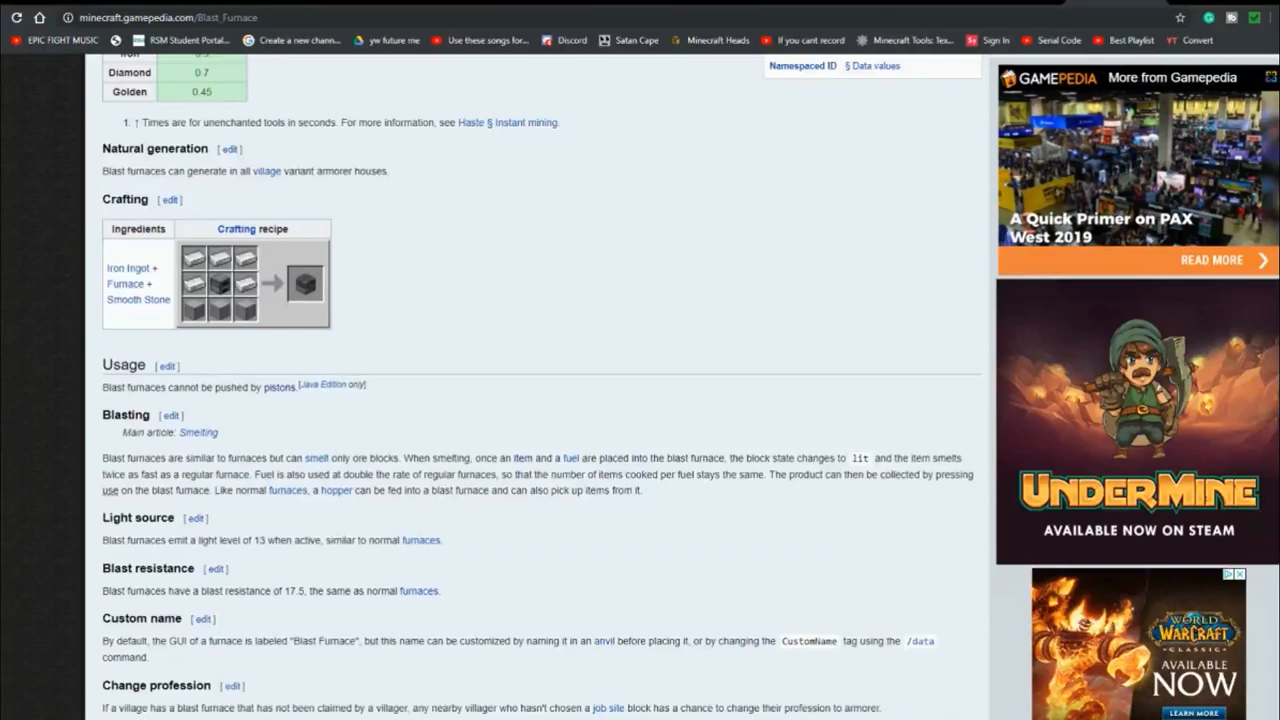 minecraft.gamepedia.com/Blast_Furnace
EPIC FIGHT MUSIC
RSM Student Portal...
Create a new chann...
yw future me
Use these songs for...
Discord
Satan Cape
Minecraft Heads
If you cant record
Minecraft Tools: Tex...
Sign In
Serial Code
Best Playlist
Convert
Diamond 0.7
Golden 0.45
Namespaced ID § Data values
1. ↑ Times are for unenchanted tools in seconds. For more information, see Haste § Instant mining.
Natural generation [ edit ]
Blast furnaces can generate in all village variant armorer houses.
Crafting [ edit ]
Ingredients Crafting recipe
Iron Ingot +
Furnace +
Smooth Stone
Usage [ edit ]
Blast furnaces cannot be pushed by pistons.[Java Edition only]
Blasting [ edit ]
Main article: Smelting
Blast furnaces are similar to furnaces but can smelt only ore blocks. When smelting, once an item and a fuel are placed into the blast furnace, the block state changes to lit and the item smelts
twice as fast as a regular furnace. Fuel is also used at double the rate of regular furnaces, so that the number of items cooked per fuel stays the same. The product can then be collected by pressing
use on the blast furnace. Like normal furnaces, a hopper can be fed into a blast furnace and can also pick up items from it.
Light source [ edit ]
Blast furnaces emit a light level of 13 when active, similar to normal furnaces.
Blast resistance [ edit ]
Blast furnaces have a blast resistance of 17.5, the same as normal furnaces.
Custom name [ edit ]
By default, the GUI of a furnace is labeled "Blast Furnace", but this name can be customized by naming it in an anvil before placing it, or by changing the CustomName tag using the /data
command.
Change profession [ edit ]
If a village has a blast furnace that has not been claimed by a villager, any nearby villager who hasn't chosen a job site block has a chance to change their profession to armorer.
GAMEPEDIA More from Gamepedia
A Quick Primer on PAX
West 2019
READ MORE
UNDERMINE
AVAILABLE NOW ON STEAM
WORLD
WARCRAFT
CLASSIC
AVAILABLE
NOW
LEARN MORE